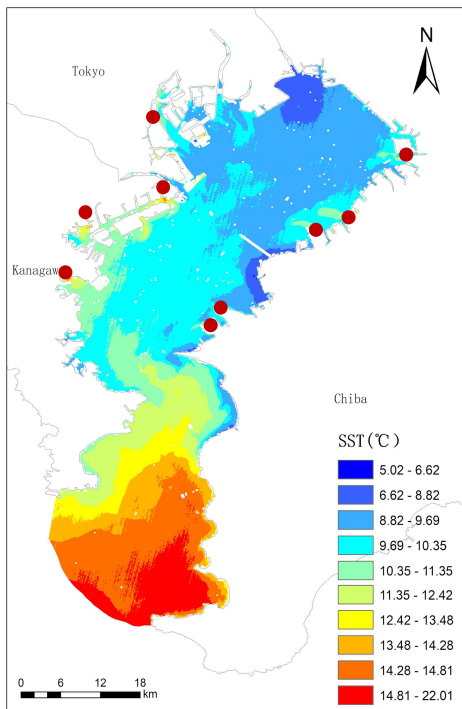 N
Tokyo
Kanagaw
Chiba
SST(℃)
5.02 - 6.62
6.62 - 8.82
8.82 - 9.69
9.69 - 10.35
10.35 - 11.35
11.35 - 12.42
12.42 - 13.48
13.48 - 14.28
14.28 - 14.81
14.81 - 22.01
0 6 12 18
km